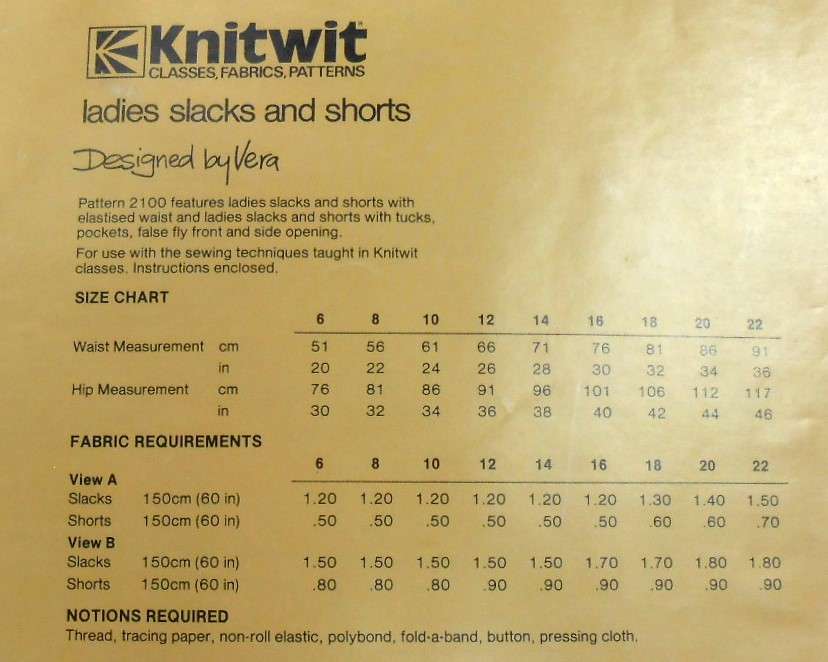 Knitwit
CLASSES, FABRICS, PATTERNS
ladies slacks and shorts
Designed by Vera
Pattern 2100 features ladies slacks and shorts with
elastised waist and ladies slacks and shorts with tucks,
pockets, false fly front and side opening.
For use with the sewing techniques taught in Knitwit
classes. Instructions enclosed.
SIZE CHART
6 8 10 12 14 16 18 20 22
Waist Measurement cm 51 56 61 66 71 76 81 86 91
in 20 22 24 26 28 30 32 34 36
Hip Measurement cm 76 81 86 91 96 101 106 112 117
in 30 32 34 36 38 40 42 44 46
FABRIC REQUIREMENTS
6 8 10 12 14 16 18 20 22
View A
Slacks 150cm (60 in) 1.20 1.20 1.20 1.20 1.20 1.20 1.30 1.40 1.50
Shorts 150cm (60 in) .50 .50 .50 .50 .50 .50 .60 .60 .70
View B
Slacks 150cm (60 in) 1.50 1.50 1.50 1.50 1.50 1.70 1.70 1.80 1.80
Shorts 150cm (60 in) .80 .80 .80 .90 .90 .90 .90 .90 .90
NOTIONS REQUIRED
Thread, tracing paper, non-roll elastic, polybond, fold-a-band, button, pressing cloth.